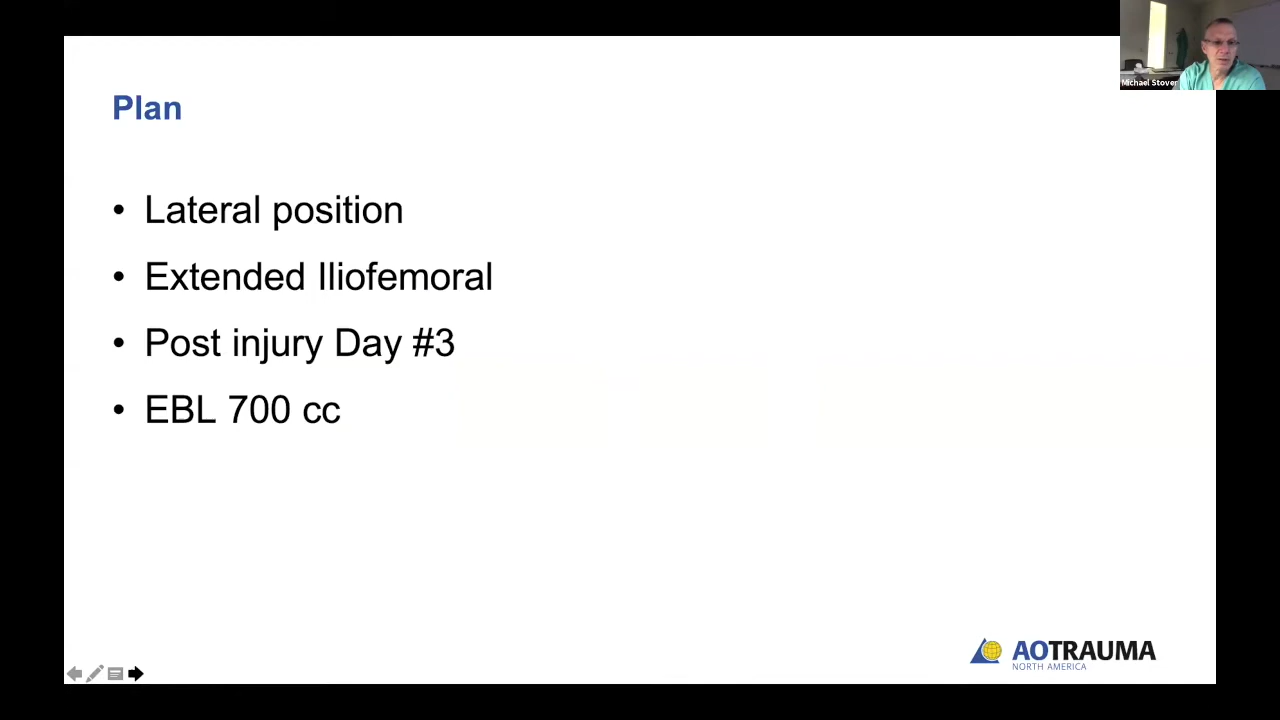 Michael Stover
Plan
• Lateral position
• Extended Iliofemoral
• Post injury Day #3
• EBL 700 cc
AOTRAUMA
NORTH AMERICA